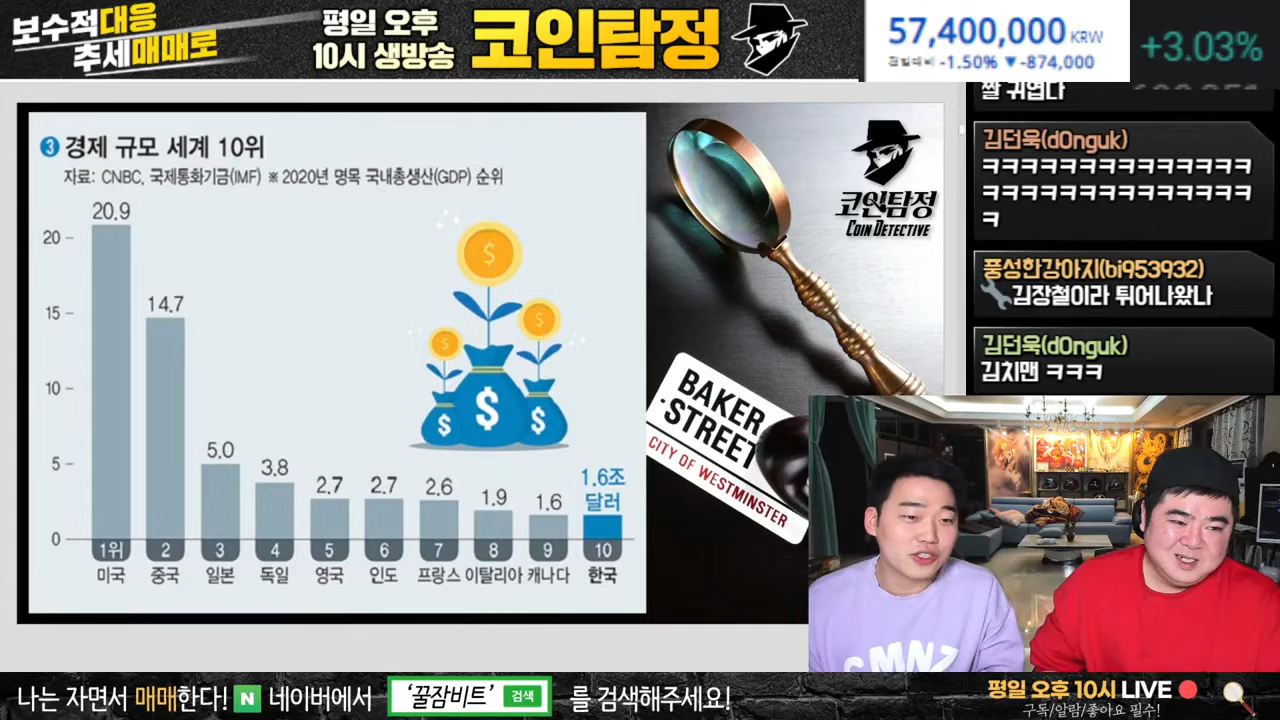 보수적대응
추세매매로
평일 오후
10시 생방송
코인탐정
57,400,000 KRW
전일대비 -1.50% ▼-874,000
+3.03%
짤 귀엽다
김던욱(d0nguk)
ㅋㅋㅋㅋㅋㅋㅋㅋㅋㅋㅋㅋㅋㅋ
ㅋㅋㅋㅋㅋㅋㅋㅋㅋㅋㅋㅋㅋㅋ
ㅋ
풍성한강아지(bi953932)
김장철이라 튀어나왔나
김던욱(d0nguk)
김치맨 ㅋㅋㅋ
3 경제 규모 세계 10위
자료: CNBC, 국제통화기금(IMF) ※ 2020년 명목 국내총생산(GDP) 순위
20.9
20
14.7
15
10
5.0
5
3.8
2.7
2.7
2.6
1.9
1.6
1.6조
달러
0
1위 2 3 4 5 6 7 8 9 10
미국 중국 일본 독일 영국 인도 프랑스 이탈리아 캐나다 한국
$
$
$
$
$
$
코인탐정
COIN DETECTIVE
BAKER
STREET
CITY OF WESTMINSTER
CMNZ
나는 자면서 매매한다! N 네이버에서 '꿀잠비트' 검색 를 검색해주세요!
평일 오후 10시 LIVE
구독/알람/좋아요 필수!